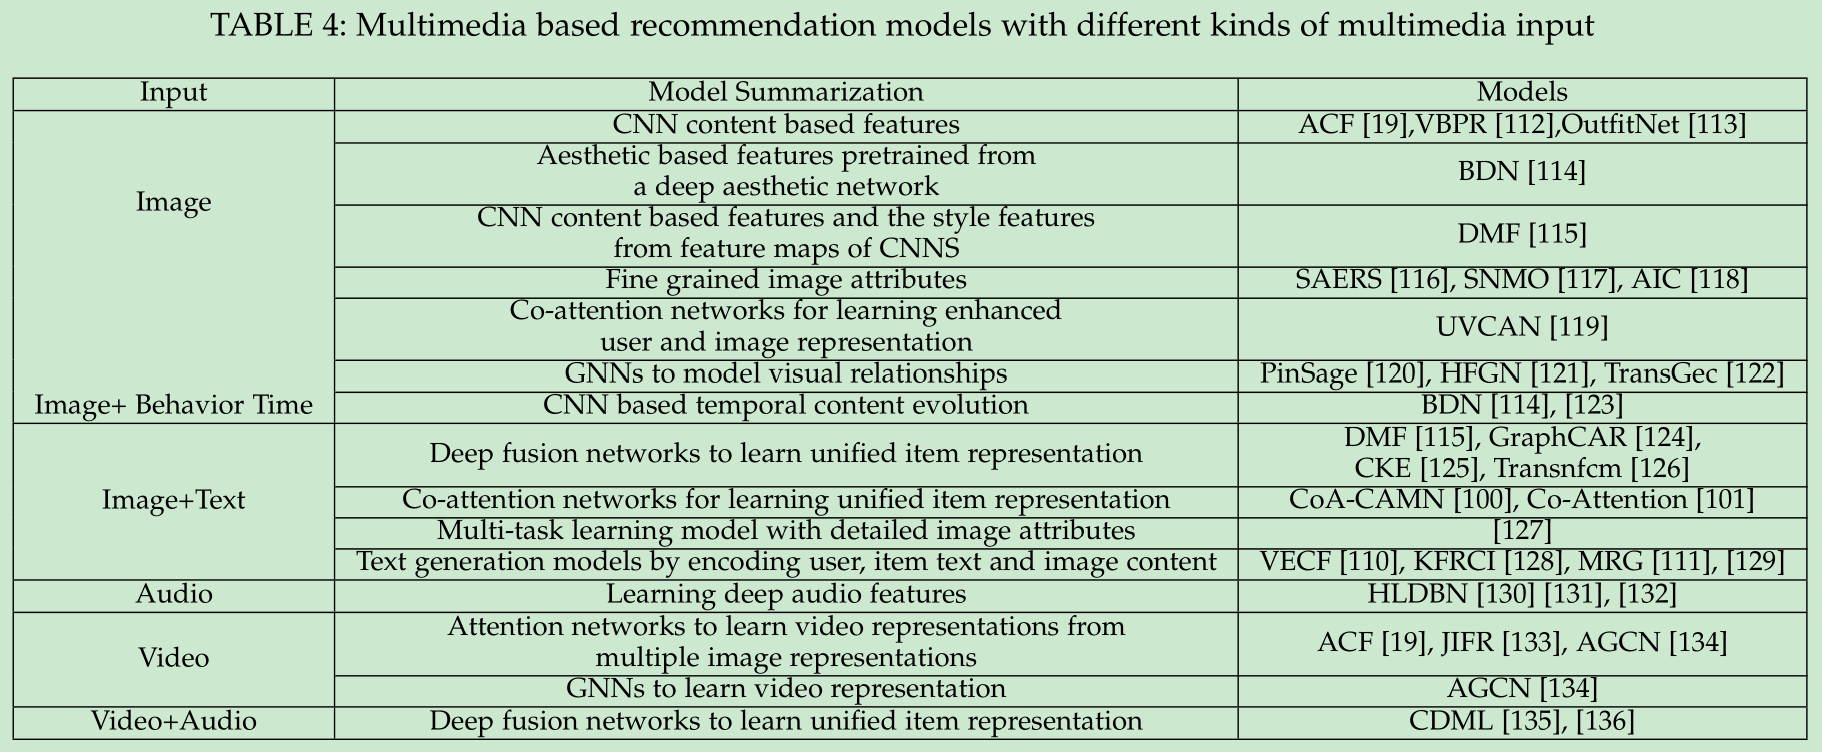 TABLE 4: Multimedia based recommendation models with different kinds of multimedia input
Input
Model Summarization
Models
Image
CNN content based features
ACF [19],VBPR [112],OutfitNet [113]
Aesthetic based features pretrained from
a deep aesthetic network
BDN [114]
CNN content based features and the style features
from feature maps of CNNS
DMF [115]
Fine grained image attributes
SAERS [116], SNMO [117], AIC [118]
Co-attention networks for learning enhanced
user and image representation
UVCAN [119]
GNNs to model visual relationships
PinSage [120], HFGN [121], TransGec [122]
Image+ Behavior Time
CNN based temporal content evolution
BDN [114], [123]
Image+Text
Deep fusion networks to learn unified item representation
DMF [115], GraphCAR [124],
CKE [125], Transnfcm [126]
Co-attention networks for learning unified item representation
CoA-CAMN [100], Co-Attention [101]
Multi-task learning model with detailed image attributes
[127]
Text generation models by encoding user, item text and image content
VECF [110], KFRCI [128], MRG [111], [129]
Audio
Learning deep audio features
HLDBN [130] [131], [132]
Video
Attention networks to learn video representations from
multiple image representations
ACF [19], JIFR [133], AGCN [134]
GNNs to learn video representation
AGCN [134]
Video+Audio
Deep fusion networks to learn unified item representation
CDML [135], [136]